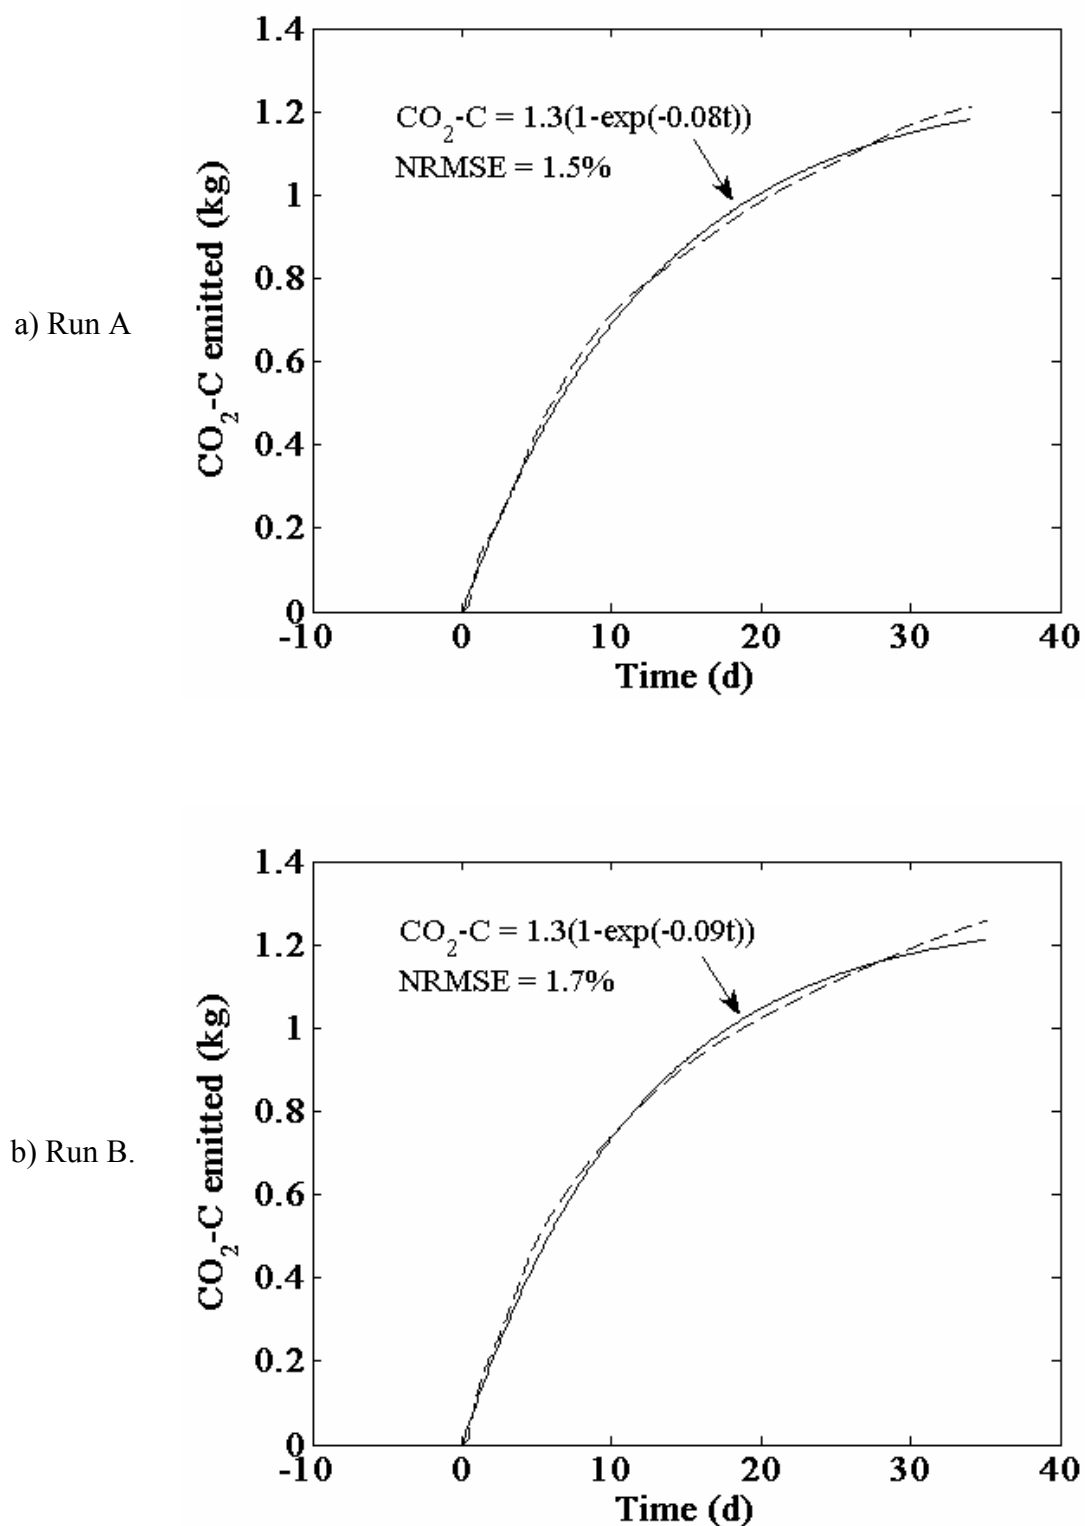 1.4
1.2
1
0.8
0.6
0.4
0.2
0
-10
0
10
20
30
40
CO₂-C emitted (kg)
Time (d)
CO₂-C = 1.3(1-exp(-0.08t))
NRMSE = 1.5%
a) Run A
1.4
1.2
1
0.8
0.6
0.4
0.2
0
-10
0
10
20
30
40
CO₂-C emitted (kg)
Time (d)
CO₂-C = 1.3(1-exp(-0.09t))
NRMSE = 1.7%
b) Run B.